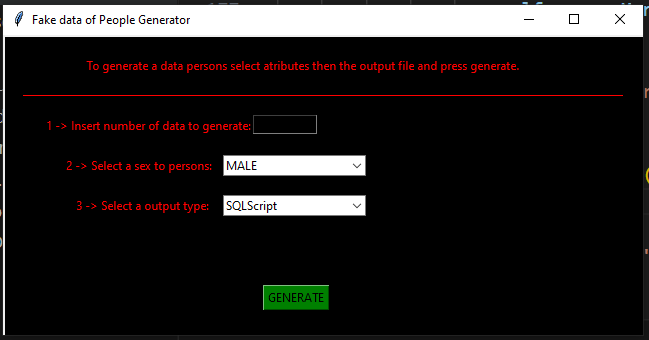 Fake data of People Generator
To generate a data persons select atributes then the output file and press generate.
1 -> Insert number of data to generate:
2 -> Select a sex to persons: MALE
3 -> Select a output type: SQLScript
GENERATE